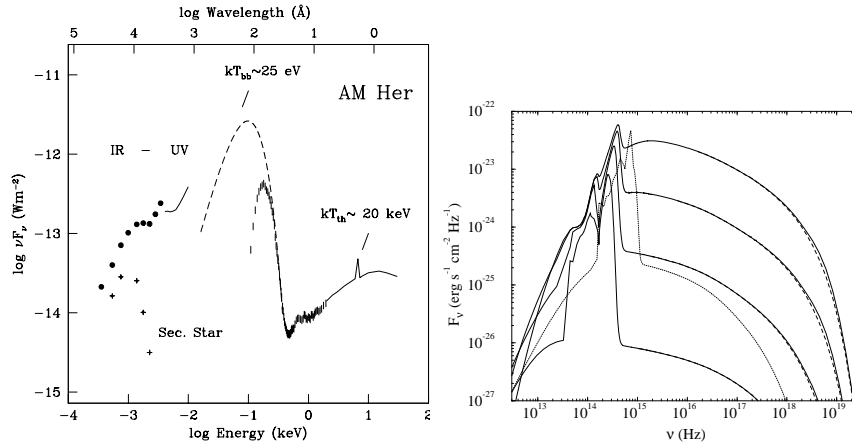 log Wavelength (Å)
5 4 3 2 1 0
kT_bb~25 eV
AM Her
IR – UV
kT_th~ 20 keV
Sec. Star
log νF_ν (Wm⁻²)
-11
-12
-13
-14
-15
-4 -3 -2 -1 0 1 2
log Energy (keV)
F_ν (erg s⁻¹ cm⁻² Hz⁻¹)
10⁻²²
10⁻²³
10⁻²⁴
10⁻²⁵
10⁻²⁶
10⁻²⁷
10¹³ 10¹⁴ 10¹⁵ 10¹⁶ 10¹⁷ 10¹⁸ 10¹⁹
ν (Hz)